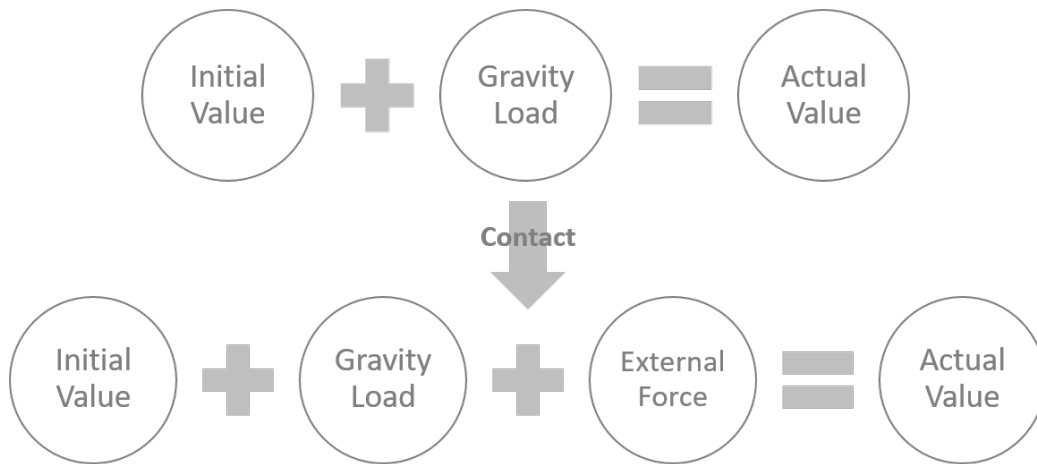 Initial
Value
Gravity
Load
Actual
Value
Contact
Initial
Value
Gravity
Load
External
Force
Actual
Value